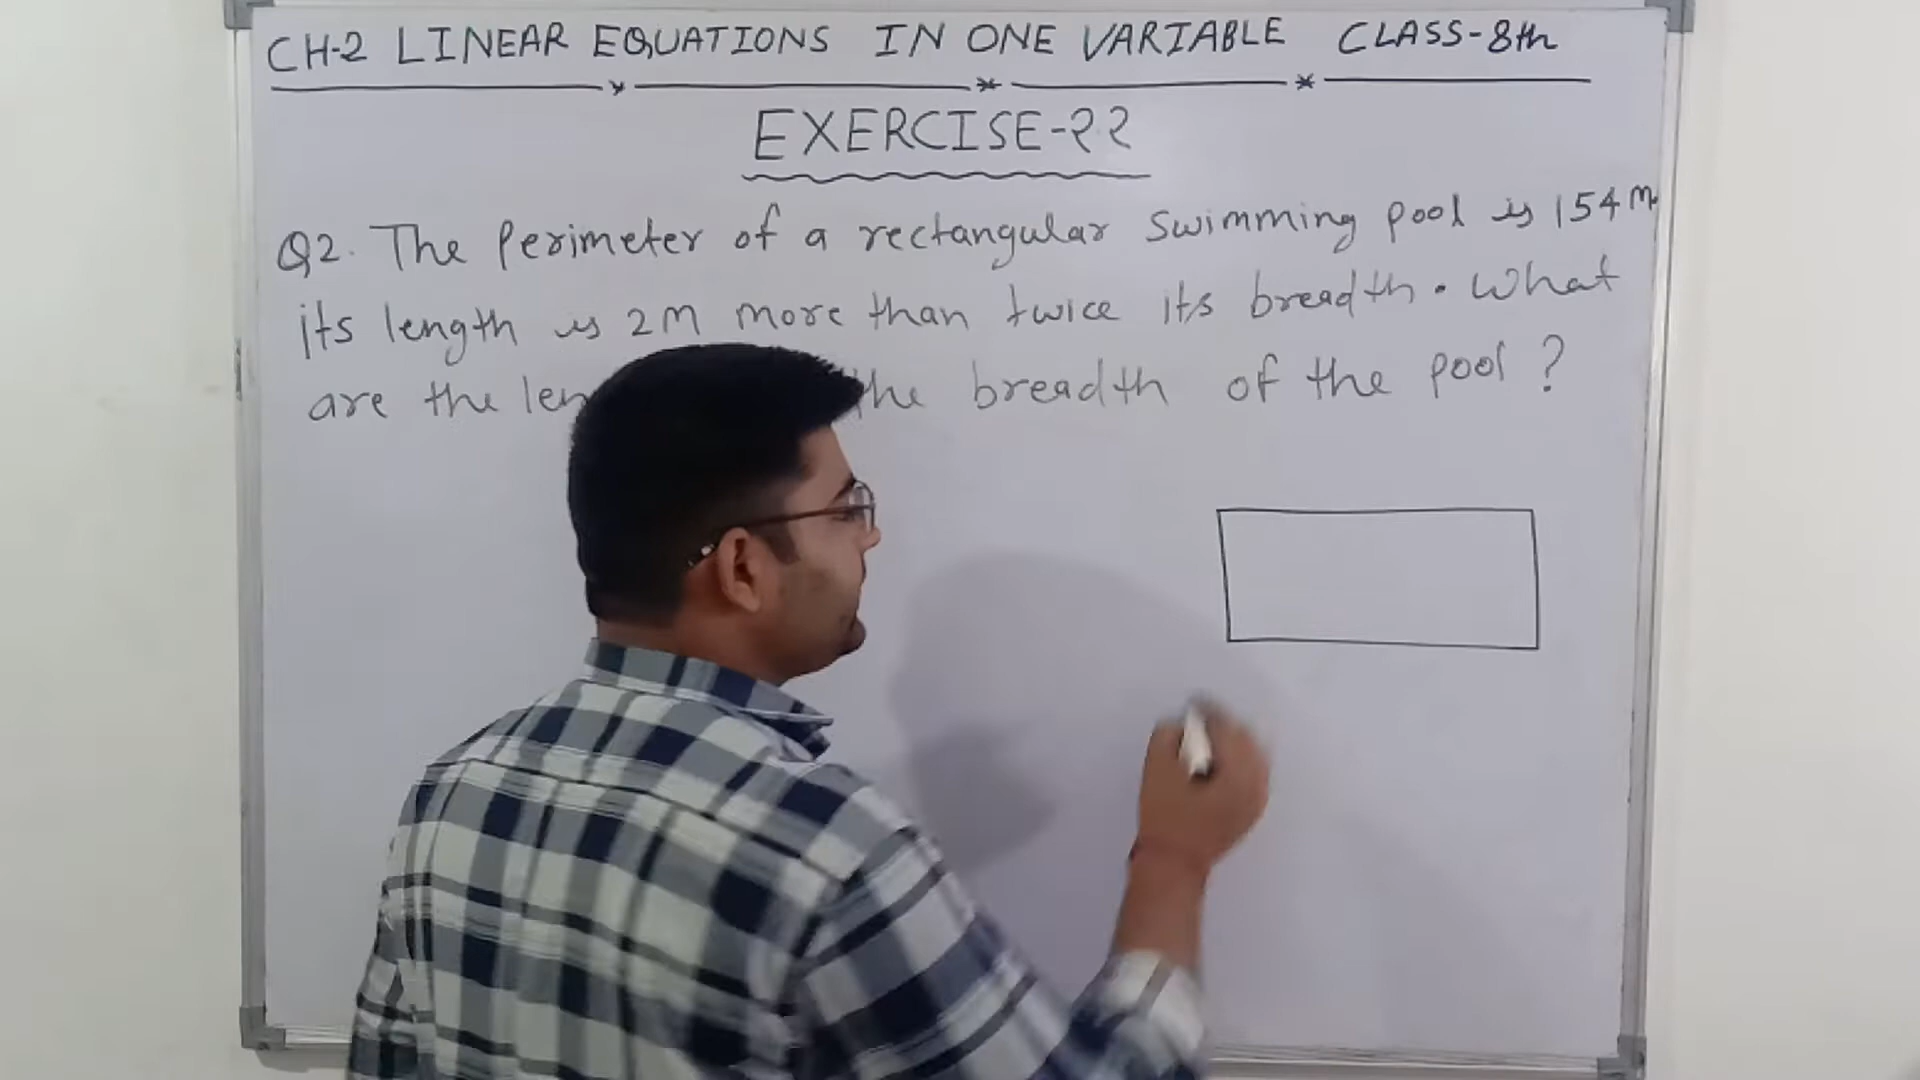 CH-2 LINEAR EQUATIONS IN ONE VARIABLE CLASS-8th
EXERCISE-2.2
Q2. The Perimeter of a rectangular swimming pool is 154 m.
its length is 2m more than twice its breadth. What
are the len the breadth of the pool ?